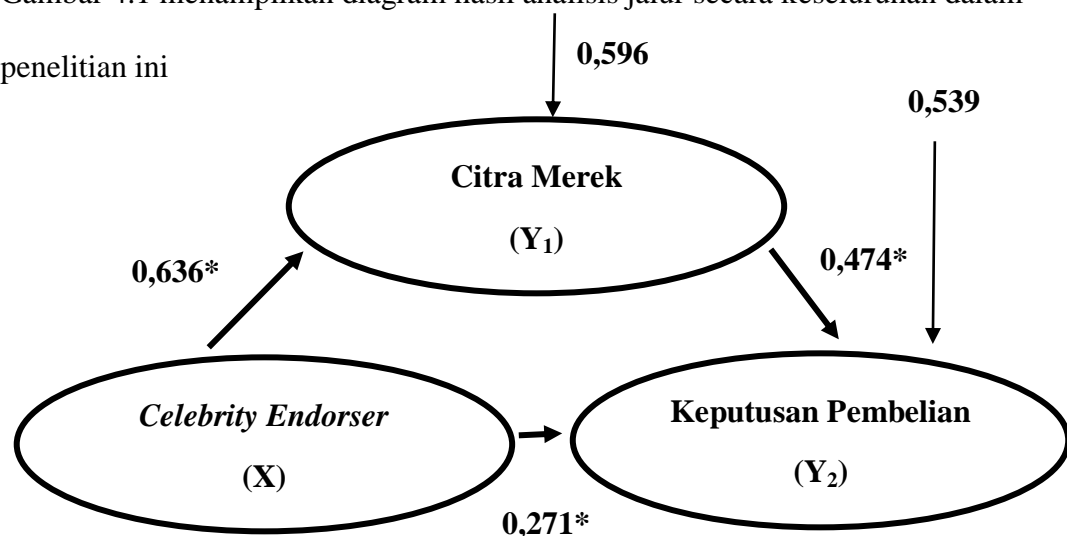 Gambar 4.1 menampilkan diagram hasil analisis jalur secara keseluruhan dalam
penelitian ini
0,596
0,539
Citra Merek
(Y₁)
0,636*
0,474*
Celebrity Endorser
(X)
Keputusan Pembelian
(Y₂)
0,271*